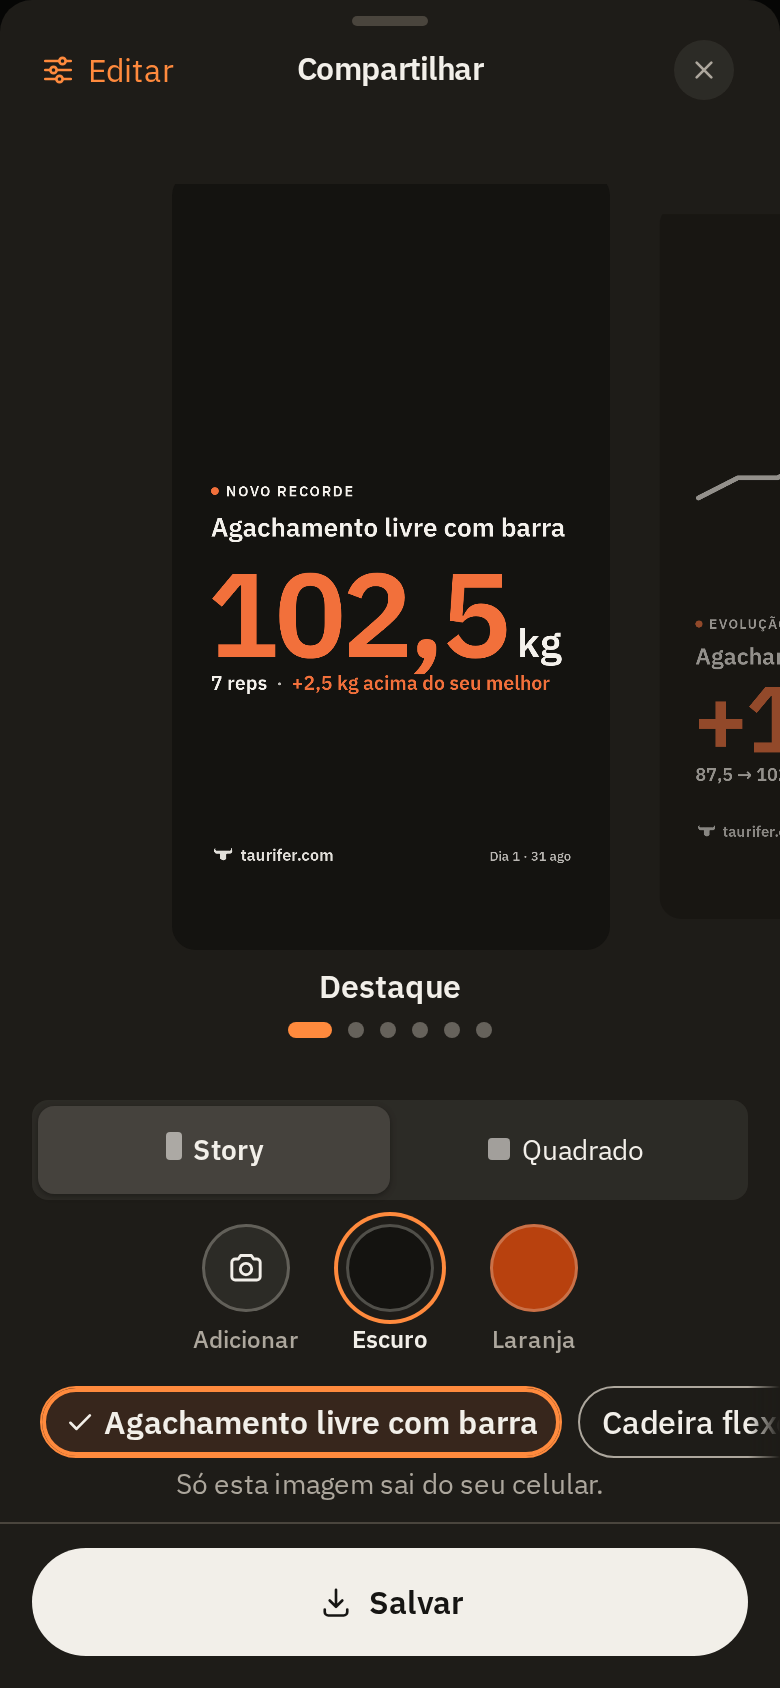 Editar
Compartilhar
NOVO RECORDE
Agachamento livre com barra
102,5 kg
7 reps · +2,5 kg acima do seu melhor
taurifer.com
Dia 1 · 31 ago
EVOLUÇÃ
Agachar
+1
87,5 → 10
taurifer.
Destaque
Story
Quadrado
Adicionar
Escuro
Laranja
Agachamento livre com barra
Cadeira flex
Só esta imagem sai do seu celular.
Salvar